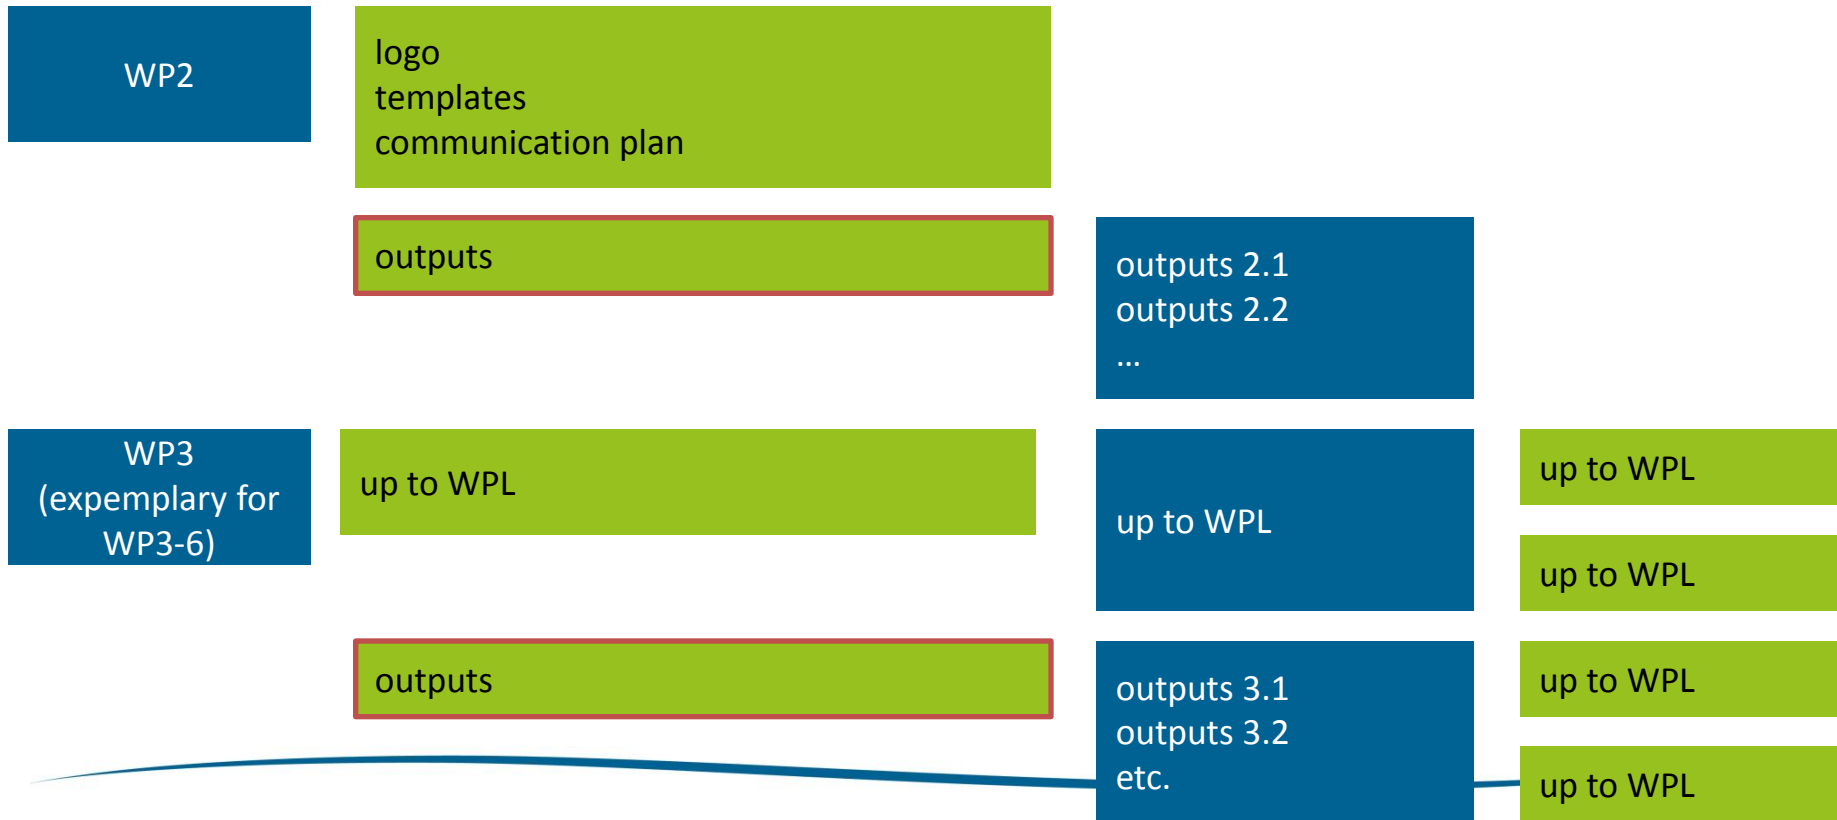 WP2
logo
templates
communication plan
outputs
outputs 2.1
outputs 2.2
...
WP3
(expemplary for
WP3-6)
up to WPL
up to WPL
up to WPL
up to WPL
outputs
outputs 3.1
outputs 3.2
etc.
up to WPL
up to WPL